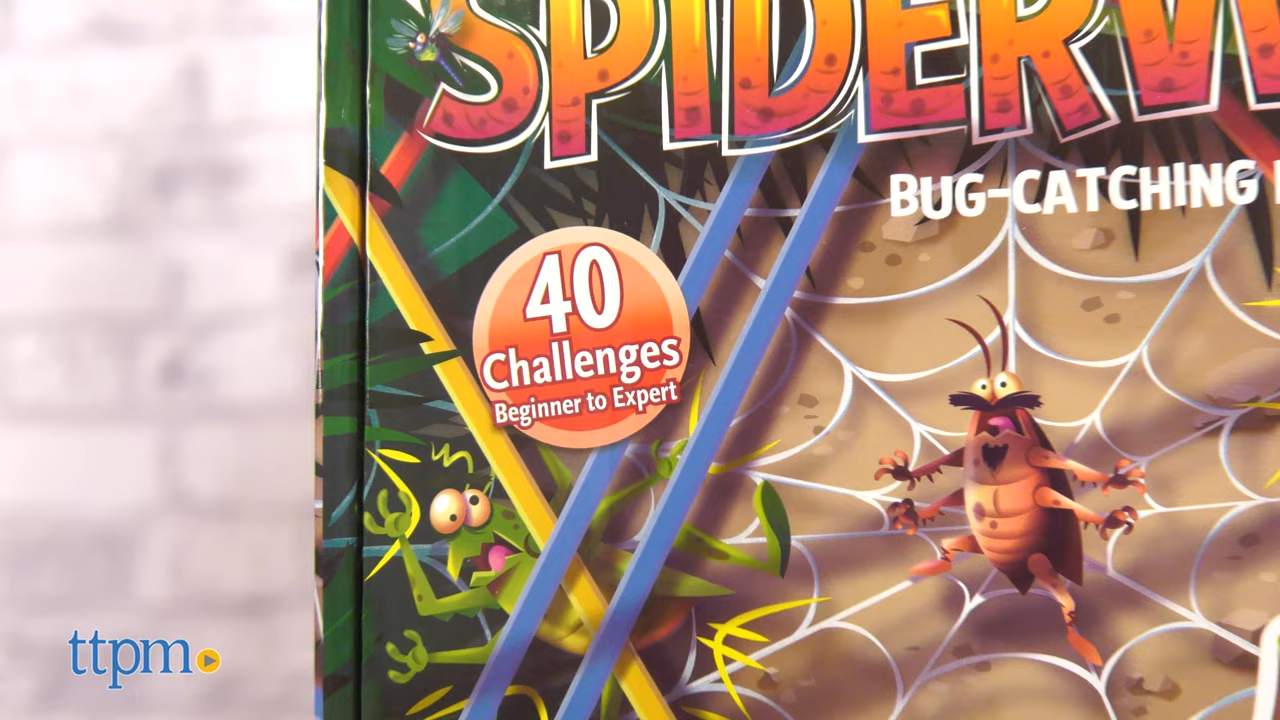 SPIDERW
BUG-CATCHING
40
Challenges
Beginner to Expert
ttpm